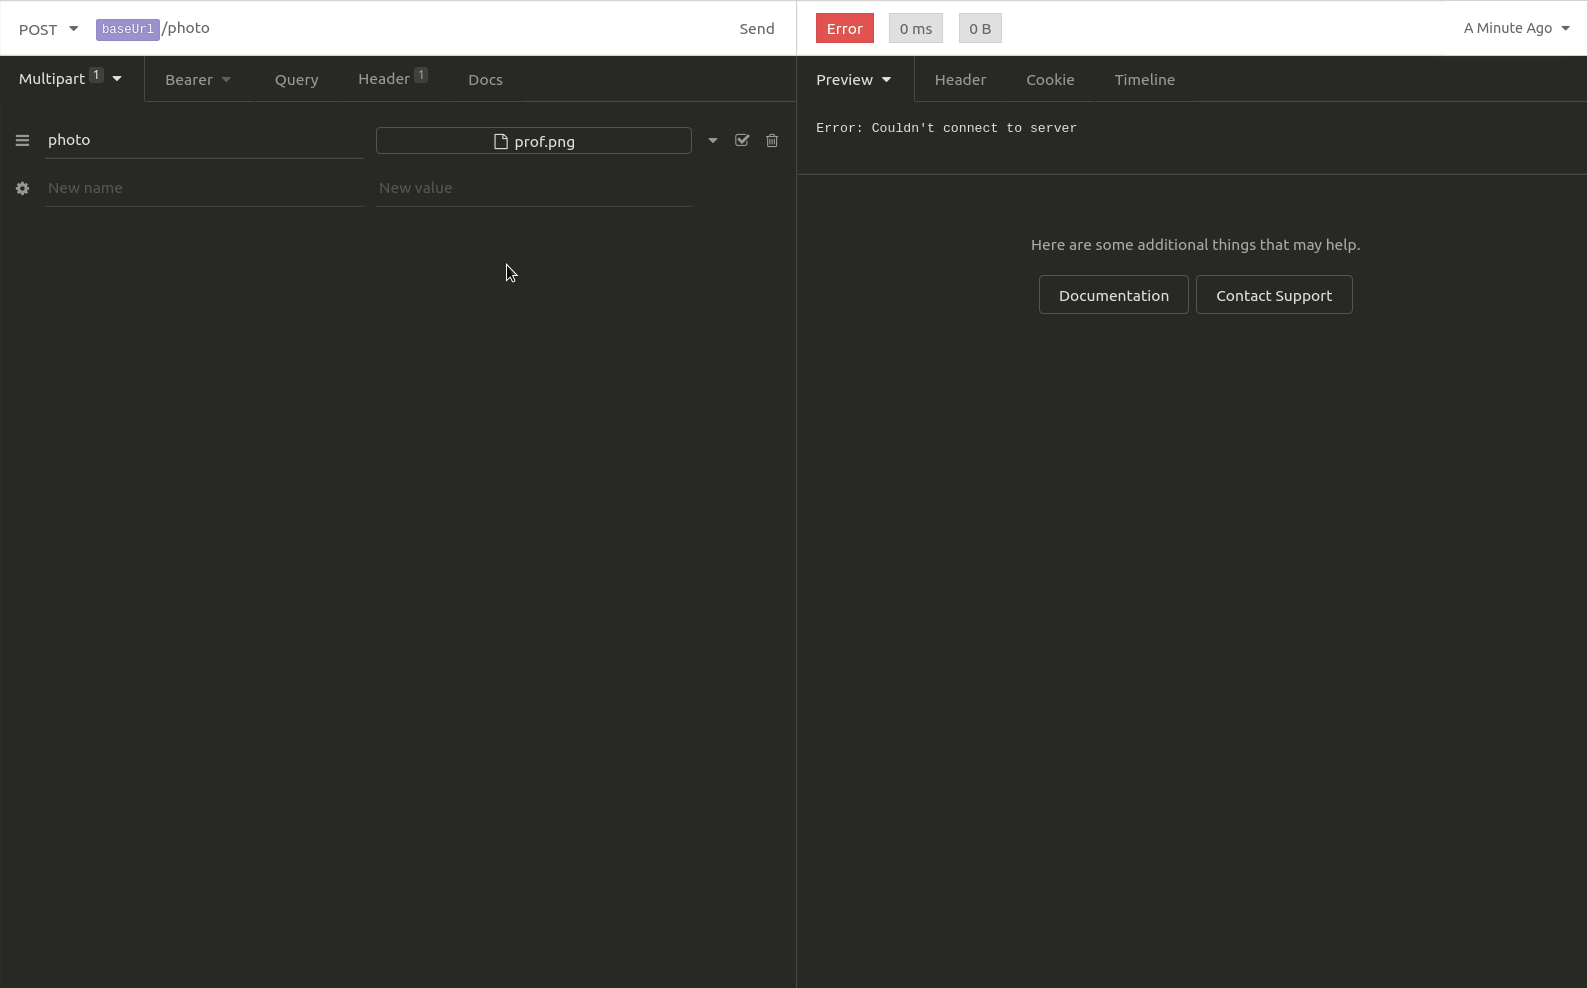 POST baseUrl/photo Send
Error 0 ms 0 B A Minute Ago
Multipart 1 Bearer Query Header 1 Docs
Preview Header Cookie Timeline
photo prof.png
New name New value
Error: Couldn't connect to server
Here are some additional things that may help.
Documentation Contact Support